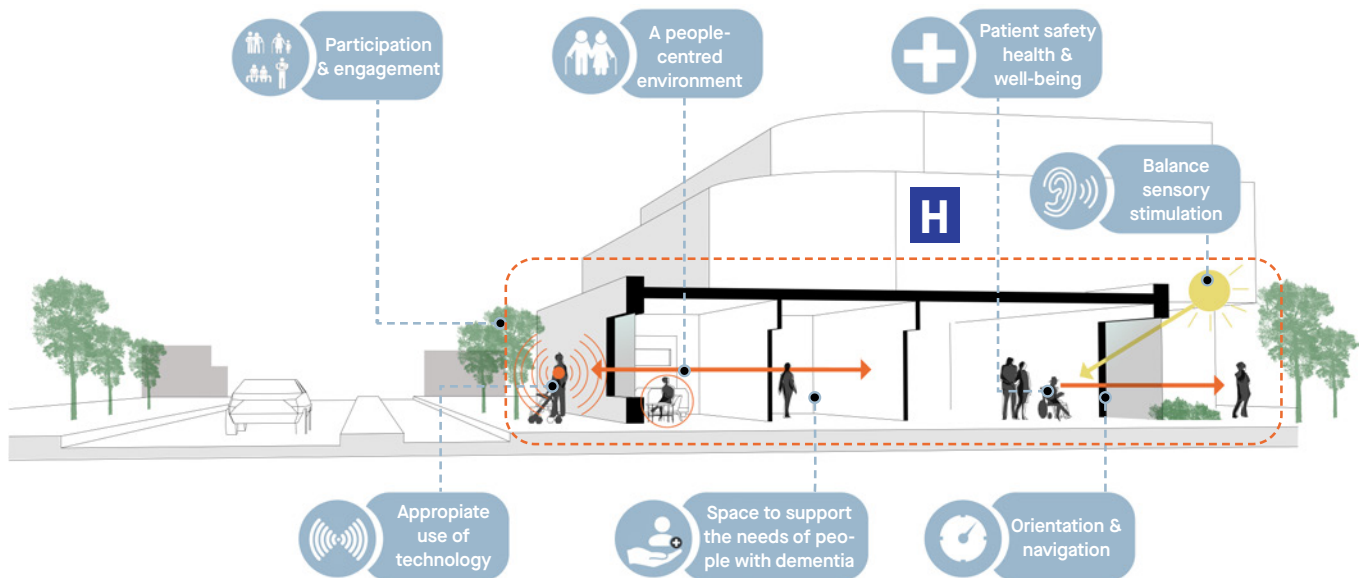 Participation
& engagement
A people-
centred
environment
Patient safety
health &
well-being
Balance
sensory
stimulation
H
Appropiate
use of
technology
Space to support
the needs of peo-
ple with dementia
Orientation &
navigation